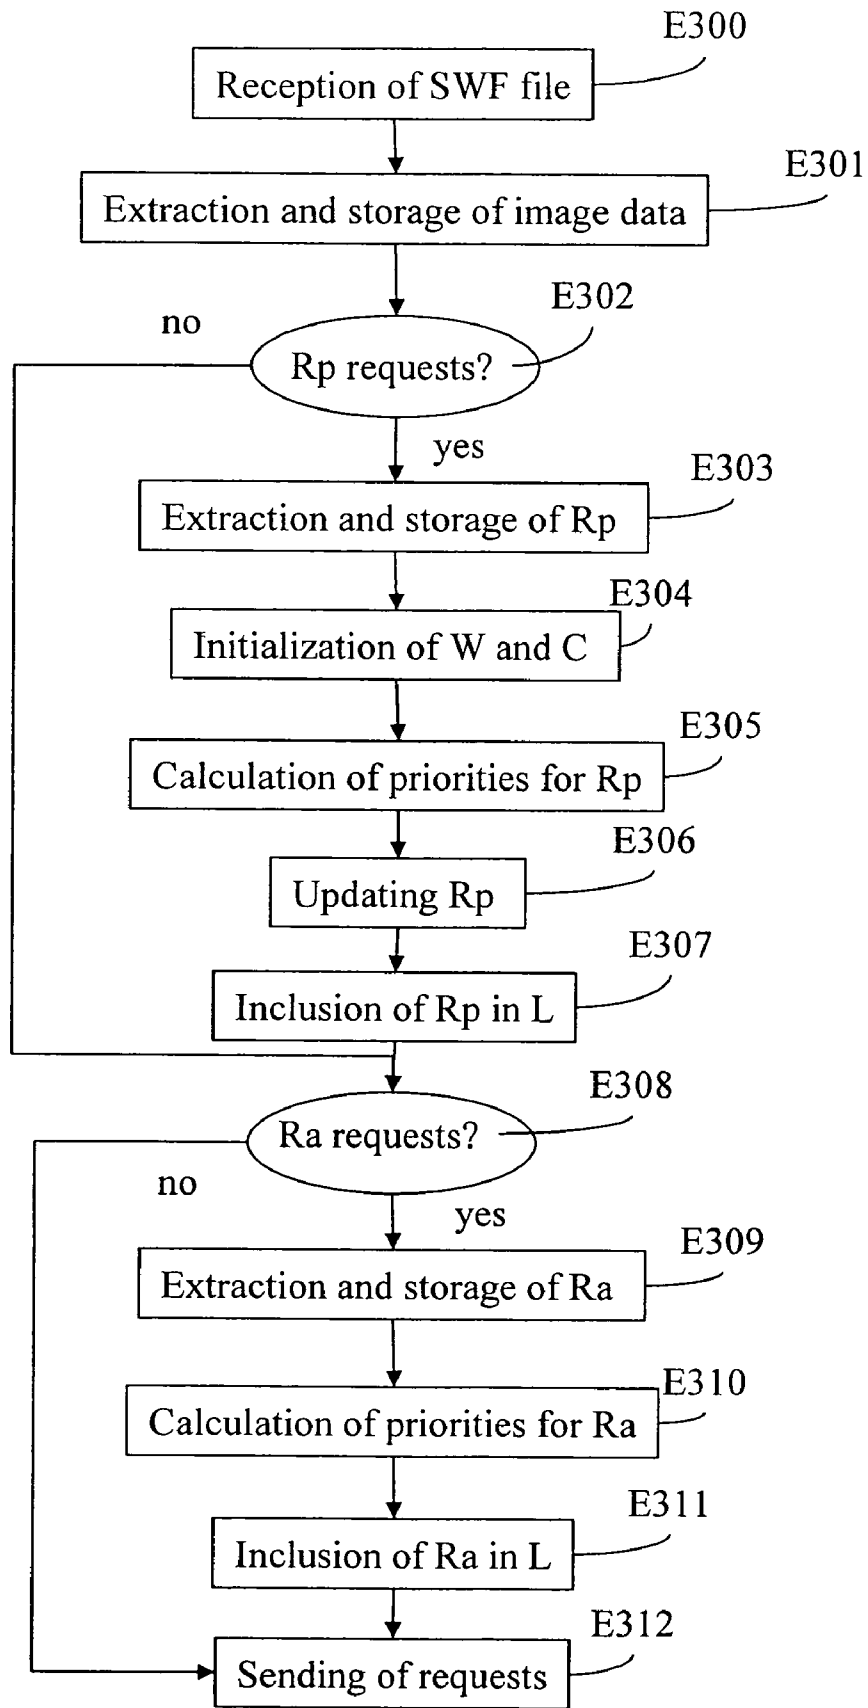 E300
Reception of SWF file
E301
Extraction and storage of image data
E302
no
Rp requests?
yes
E303
Extraction and storage of Rp
E304
Initialization of W and C
E305
Calculation of priorities for Rp
E306
Updating Rp
E307
Inclusion of Rp in L
E308
Ra requests?
no
yes
E309
Extraction and storage of Ra
E310
Calculation of priorities for Ra
E311
Inclusion of Ra in L
E312
Sending of requests